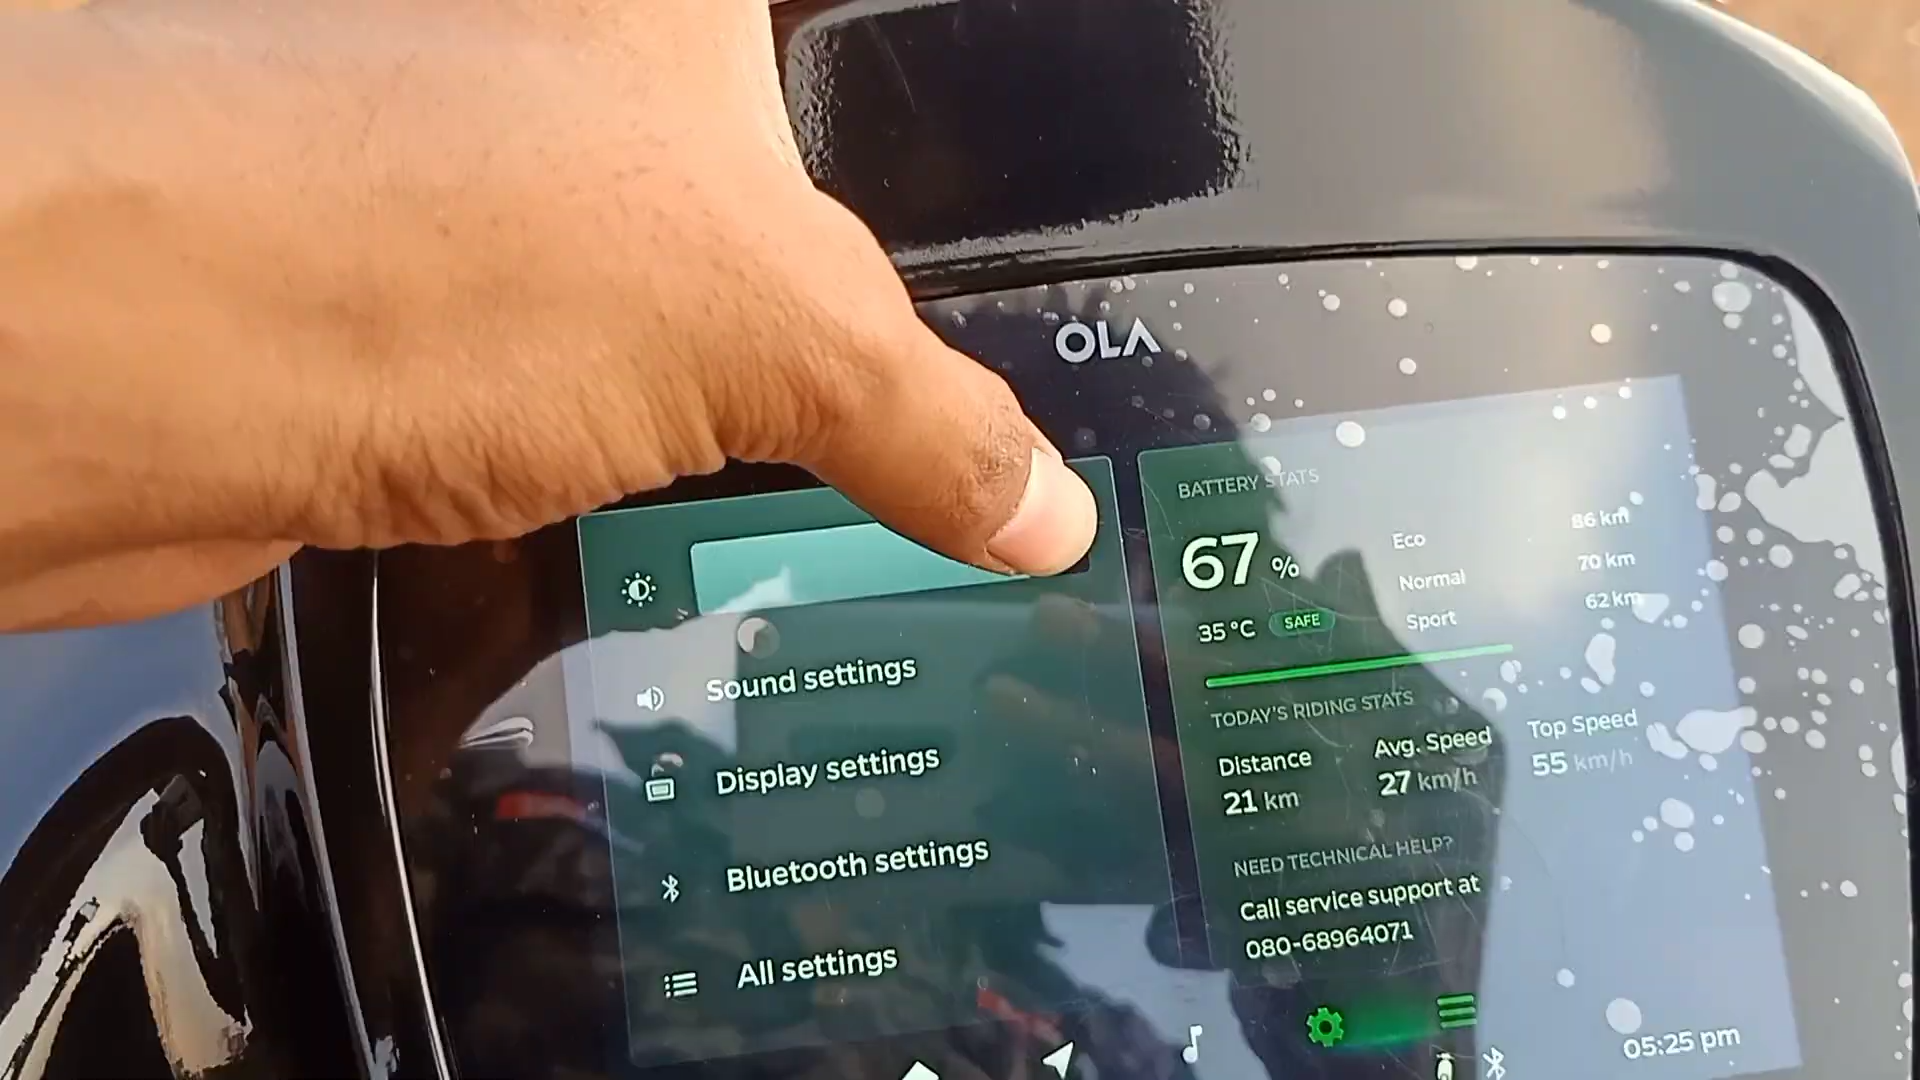 OLA
Sound settings
Display settings
Bluetooth settings
All settings
BATTERY STATS
67 %
35 °C SAFE
Eco 86 km
Normal 70 km
Sport 62 km
TODAY'S RIDING STATS
Distance Avg. Speed Top Speed
21 km 27 km/h 55 km/h
NEED TECHNICAL HELP?
Call service support at
080-68964071
05:25 pm